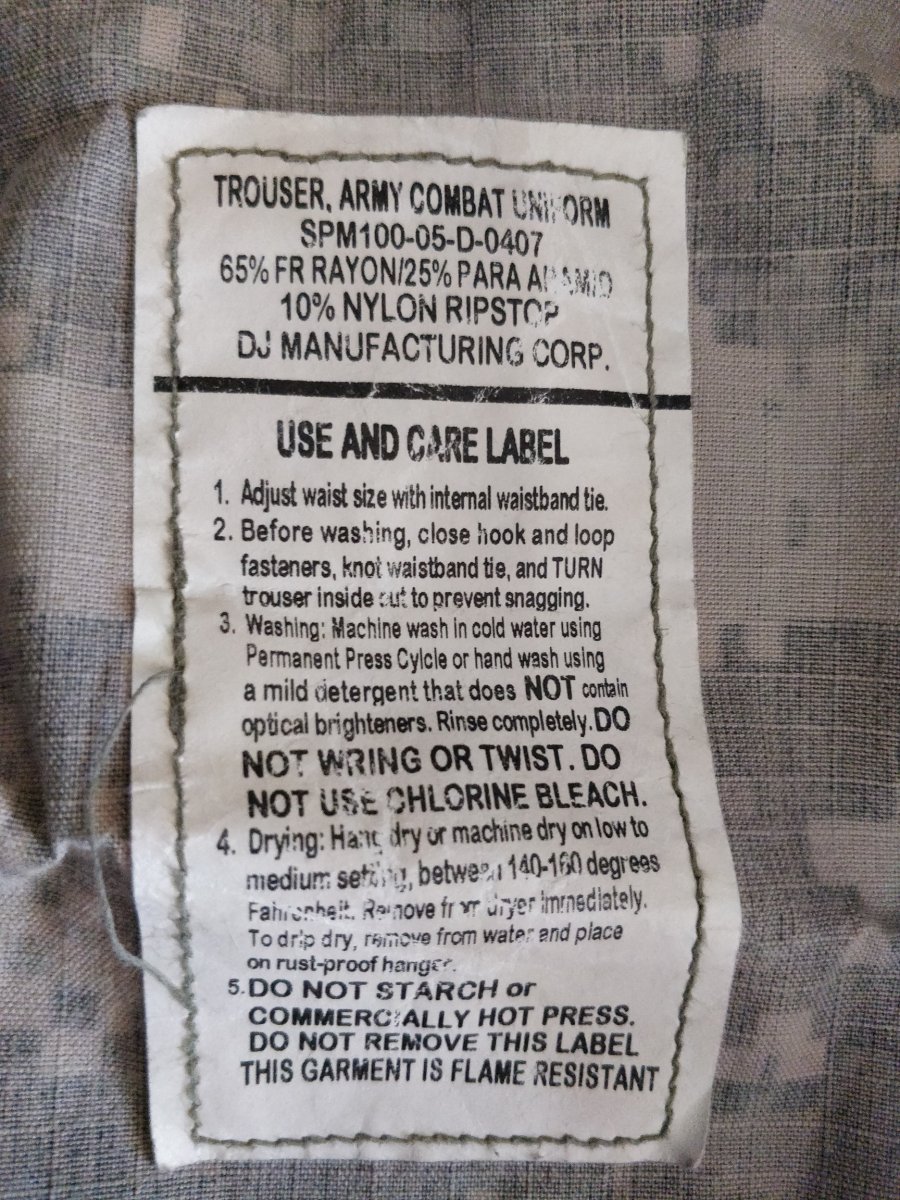 TROUSER, ARMY COMBAT UNIFORM
SPM100-05-D-0407
65% FR RAYON/25% PARA ARAMID
10% NYLON RIPSTOP
DJ MANUFACTURING CORP.
USE AND CARE LABEL
1. Adjust waist size with internal waistband tie.
2. Before washing, close hook and loop
fasteners, knot waistband tie, and TURN
trouser inside out to prevent snagging.
3. Washing: Machine wash in cold water using
Permanent Press Cylcle or hand wash using
a mild detergent that does NOT contain
optical brighteners. Rinse completely. DO
NOT WRING OR TWIST. DO
NOT USE CHLORINE BLEACH.
4. Drying: Hang dry or machine dry on low to
medium setting, between 140-160 degrees
Fahrenheit. Remove from dryer immediately.
To drip dry, remove from water and place
on rust-proof hanger.
5. DO NOT STARCH or
COMMERCIALLY HOT PRESS.
DO NOT REMOVE THIS LABEL
THIS GARMENT IS FLAME RESISTANT